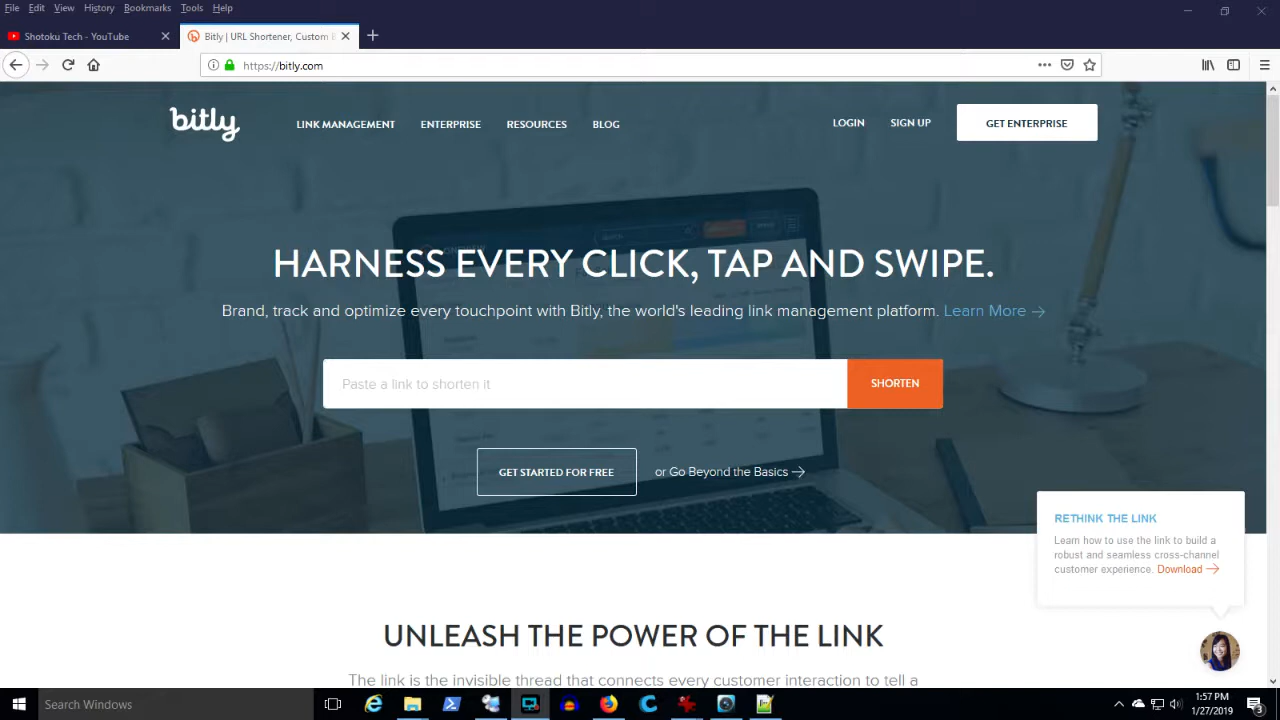 File Edit View History Bookmarks Tools Help
Shotoku Tech - YouTube
Bitly | URL Shortener, Custom
https://bitly.com
bitly
LINK MANAGEMENT ENTERPRISE RESOURCES BLOG
LOGIN SIGN UP GET ENTERPRISE
HARNESS EVERY CLICK, TAP AND SWIPE.
Brand, track and optimize every touchpoint with Bitly, the world's leading link management platform. Learn More
Paste a link to shorten it
SHORTEN
GET STARTED FOR FREE
or Go Beyond the Basics
RETHINK THE LINK
Learn how to use the link to build a
robust and seamless cross-channel
customer experience. Download
UNLEASH THE POWER OF THE LINK
The link is the invisible thread that connects every customer interaction to tell a
Search Windows
1:57 PM
1/27/2019
3